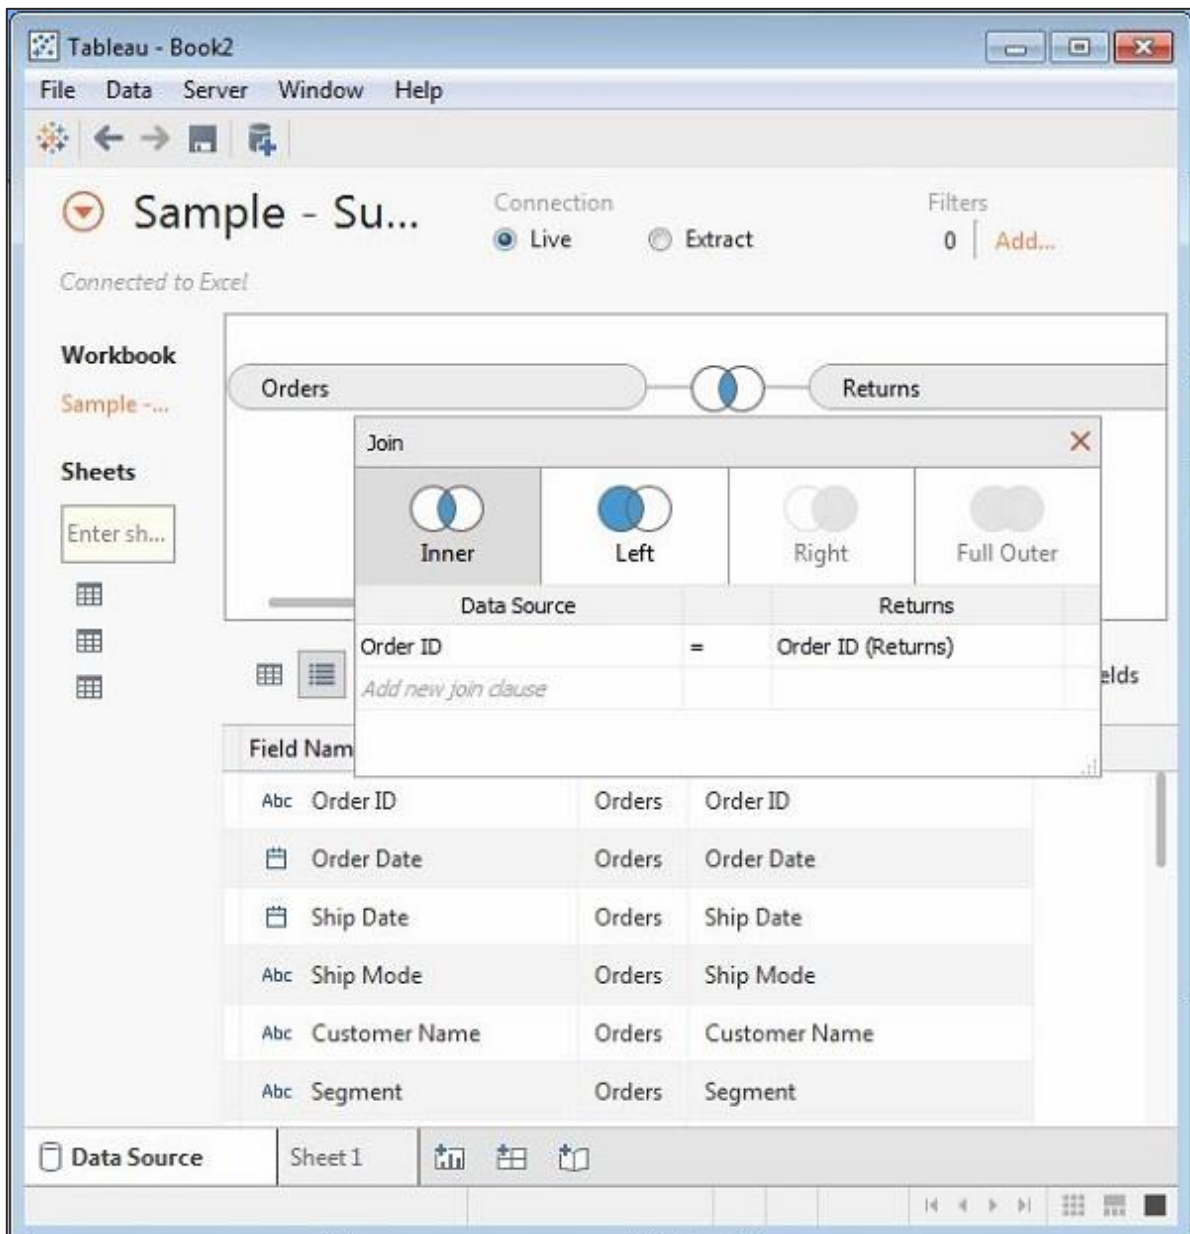 Tableau - Book2
File Data Server Window Help
Sample - Su...
Connection
Live Extract
Filters
0 Add...
Connected to Excel
Workbook
Sample -...
Sheets
Enter sh...
Orders
Returns
Join
Inner Left Right Full Outer
Data Source Returns
Order ID = Order ID (Returns)
Add new join clause
elds
Field Nam
Abc Order ID Orders Order ID
Order Date Orders Order Date
Ship Date Orders Ship Date
Abc Ship Mode Orders Ship Mode
Abc Customer Name Orders Customer Name
Abc Segment Orders Segment
Data Source Sheet 1